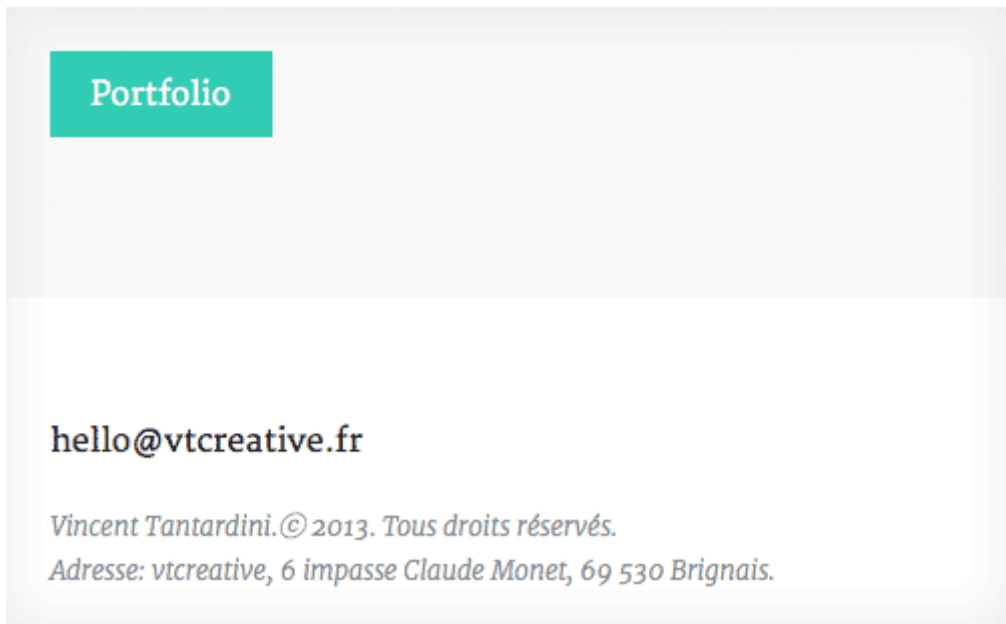 Portfolio
hello@vtcreative.fr
Vincent Tantardini.© 2013. Tous droits réservés.
Adresse: vtcreative, 6 impasse Claude Monet, 69 530 Brignais.